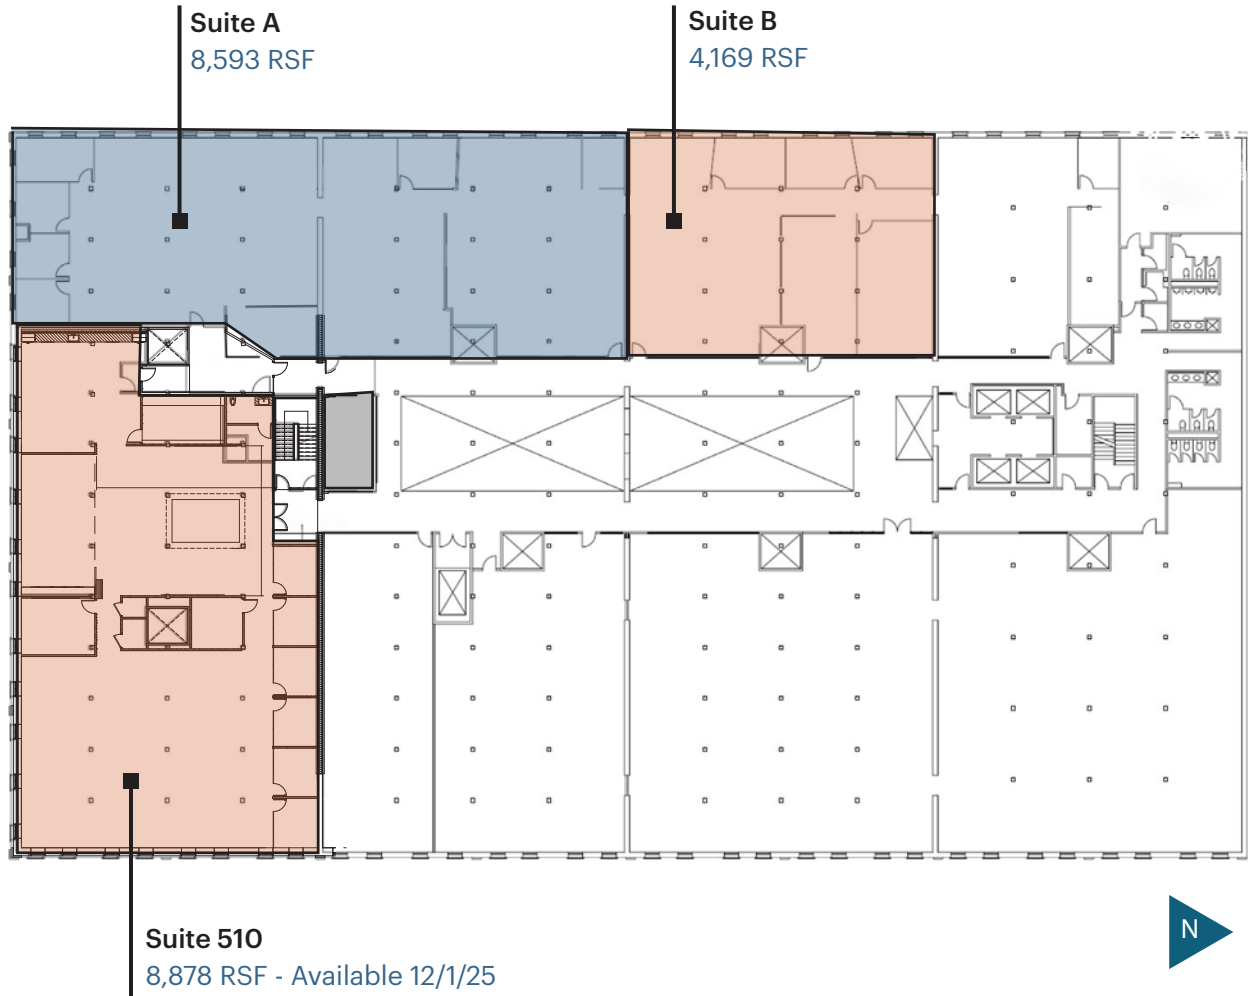 Suite A
8,593 RSF
Suite B
4,169 RSF
Suite 510
8,878 RSF - Available 12/1/25
N